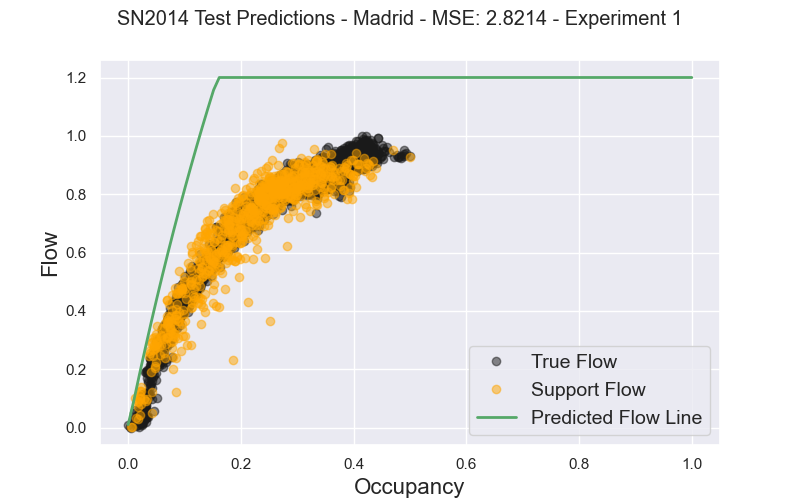 SN2014 Test Predictions - Madrid - MSE: 2.8214 - Experiment 1
1.2
1.0
0.8
0.6
0.4
0.2
0.0
Flow
True Flow
Support Flow
Predicted Flow Line
0.0 0.2 0.4 0.6 0.8 1.0
Occupancy